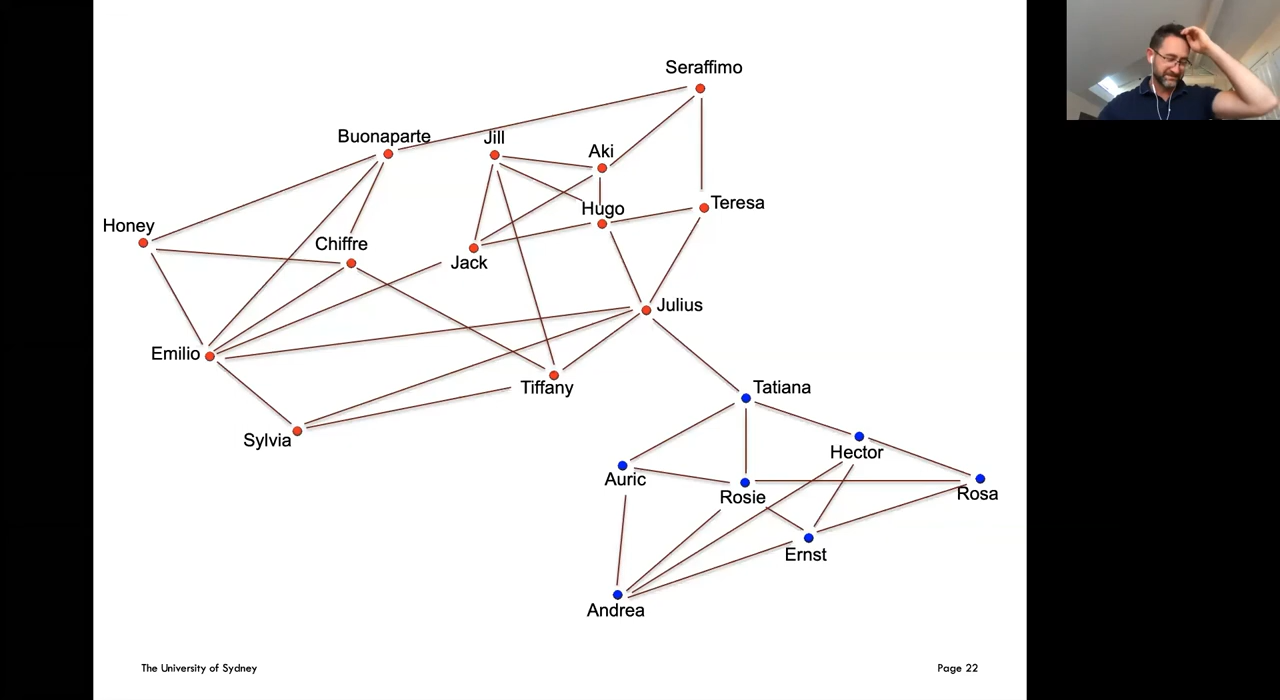 Seraffimo
Buonaparte
Jill
Aki
Hugo
Teresa
Honey
Chiffre
Jack
Julius
Emilio
Tiffany
Tatiana
Sylvia
Hector
Auric
Rosie
Rosa
Ernst
Andrea
The University of Sydney
Page 22